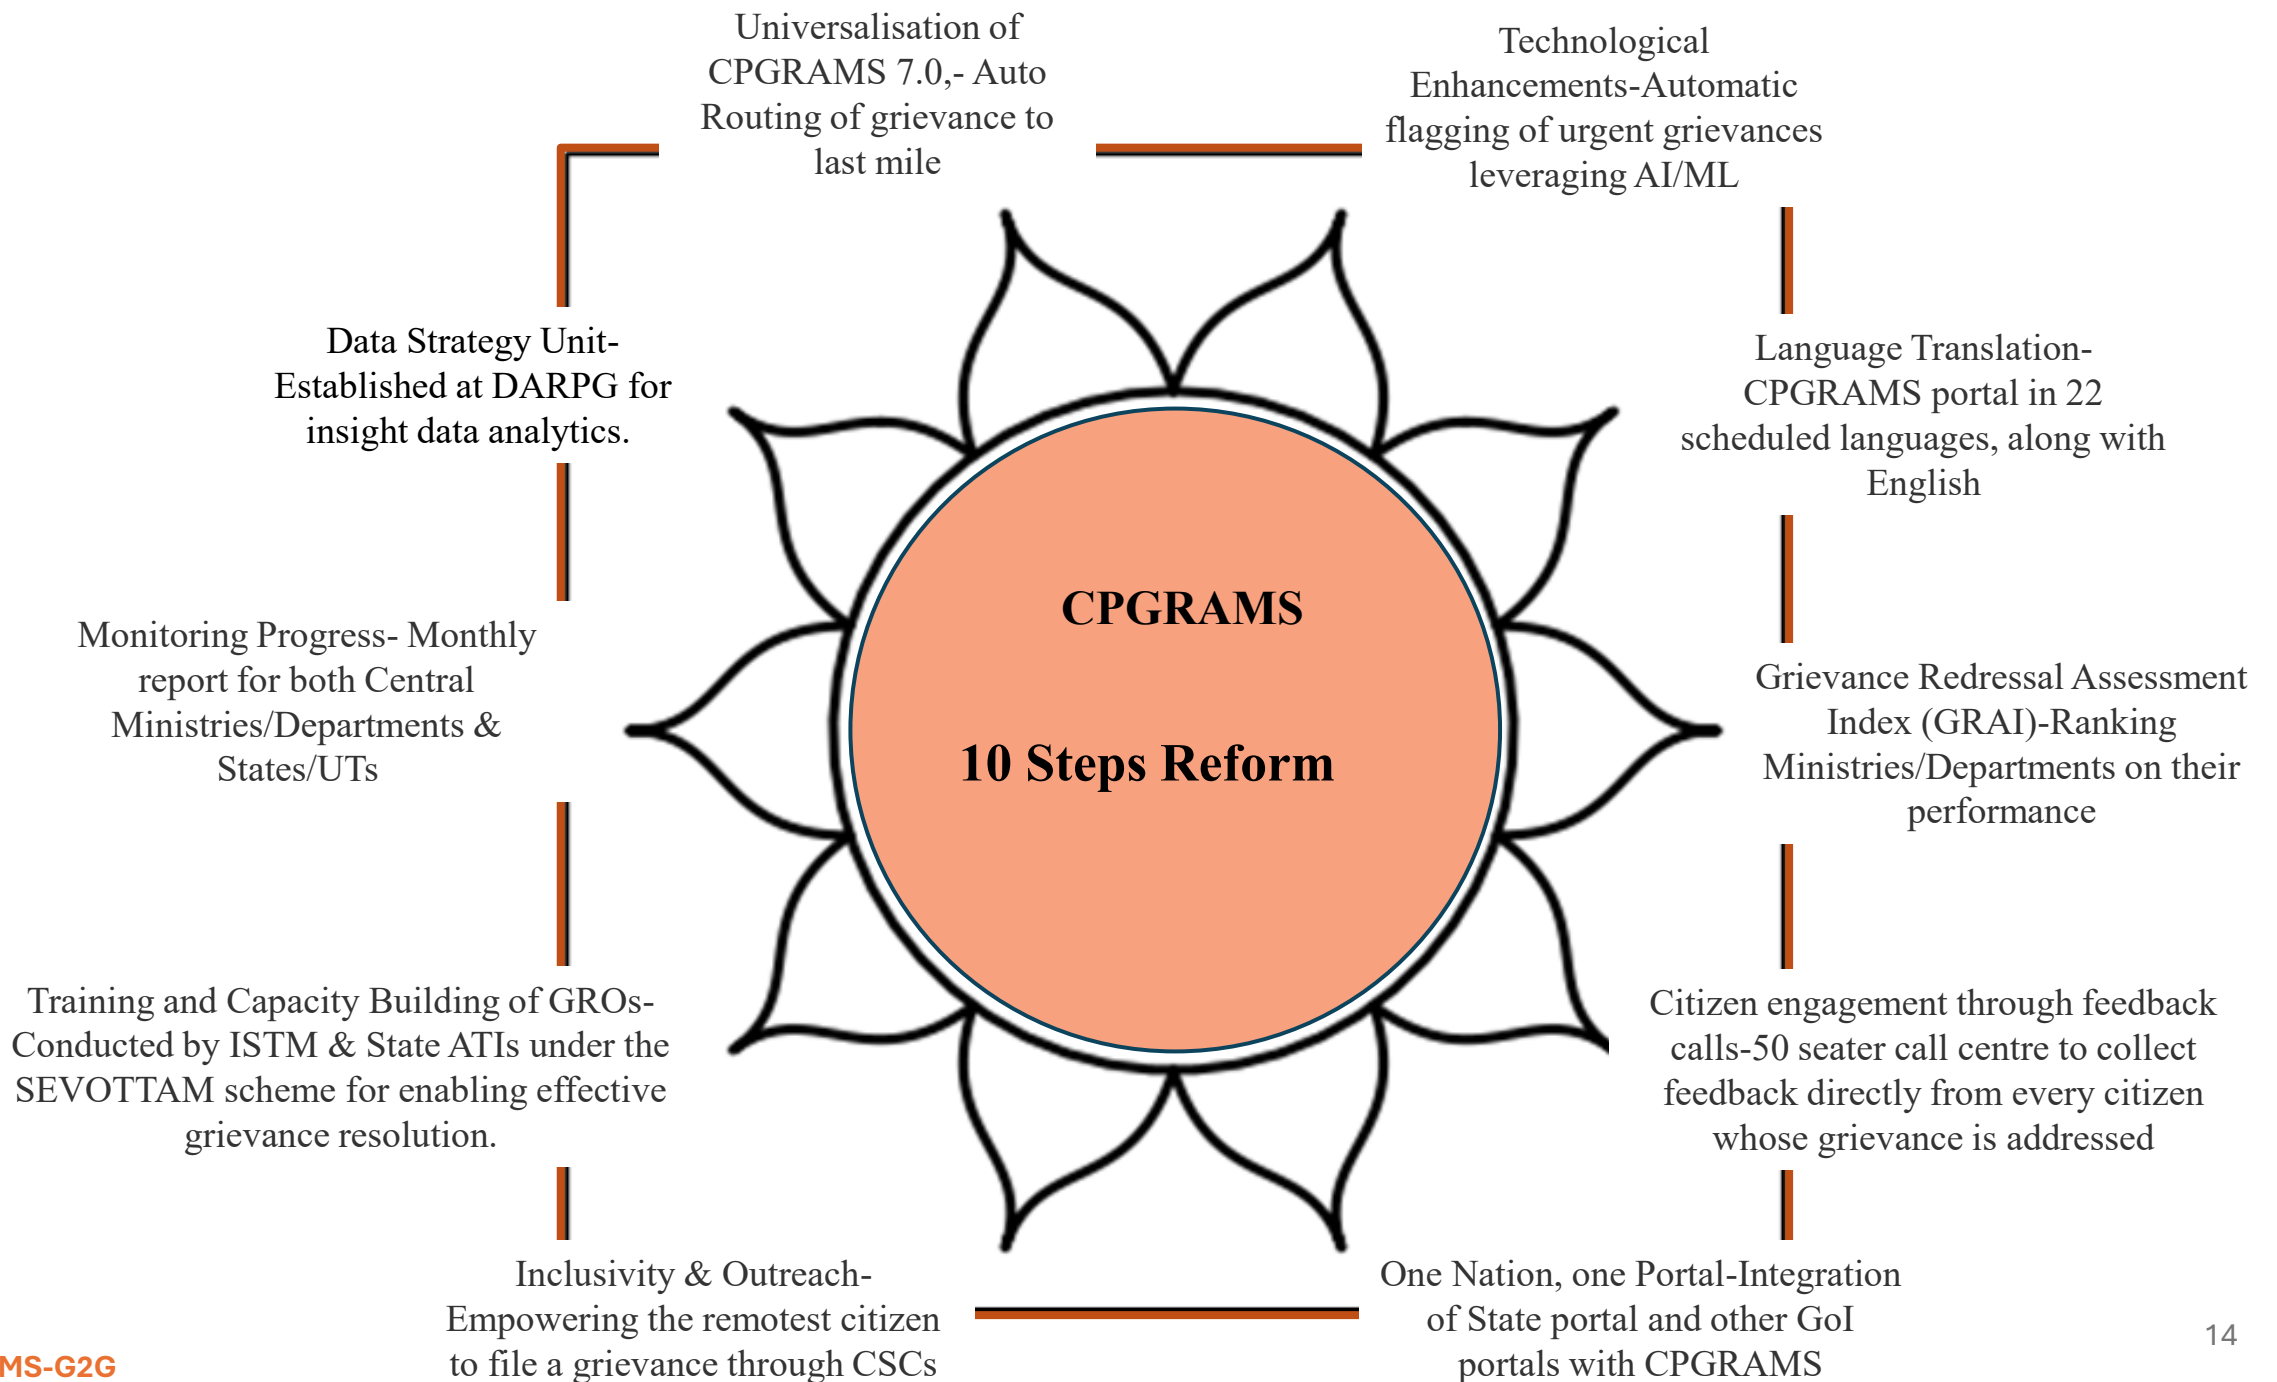 Universalisation of
CPGRAMS 7.0,- Auto
Routing of grievance to
last mile
Technological
Enhancements-Automatic
flagging of urgent grievances
leveraging AI/ML
Language Translation-
CPGRAMS portal in 22
scheduled languages, along with
English
Grievance Redressal Assessment
Index (GRAI)-Ranking
Ministries/Departments on their
performance
Citizen engagement through feedback
calls-50 seater call centre to collect
feedback directly from every citizen
whose grievance is addressed
One Nation, one Portal-Integration
of State portal and other GoI
portals with CPGRAMS
Inclusivity & Outreach-
Empowering the remotest citizen
to file a grievance through CSCs
Training and Capacity Building of GROs-
Conducted by ISTM & State ATIs under the
SEVOTTAM scheme for enabling effective
grievance resolution.
Monitoring Progress- Monthly
report for both Central
Ministries/Departments &
States/UTs
Data Strategy Unit-
Established at DARPG for
insight data analytics.
CPGRAMS
10 Steps Reform
MS-G2G
14